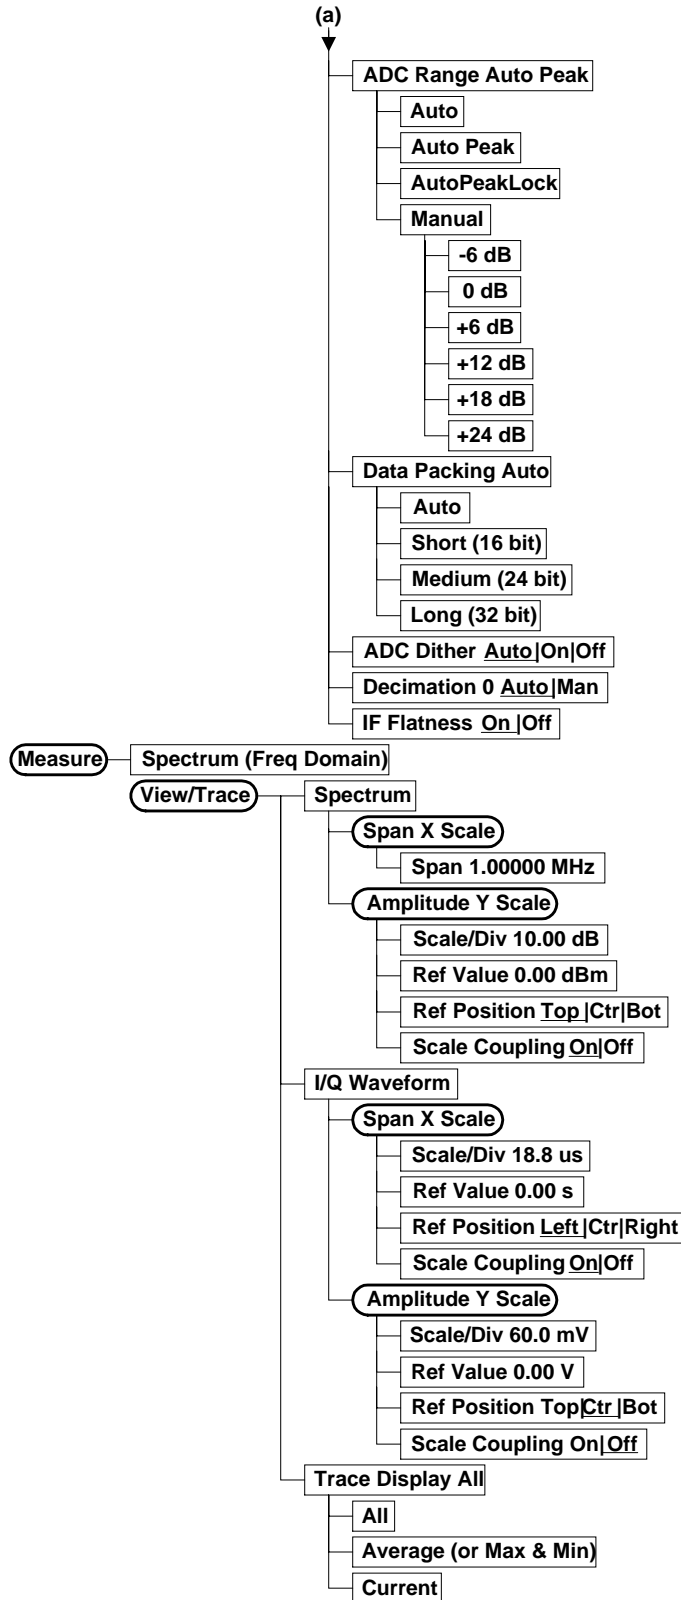 (a)
ADC Range Auto Peak
Auto
Auto Peak
AutoPeakLock
Manual
-6 dB
0 dB
+6 dB
+12 dB
+18 dB
+24 dB
Data Packing Auto
Auto
Short (16 bit)
Medium (24 bit)
Long (32 bit)
ADC Dither Auto|On|Off
Decimation 0 Auto|Man
IF Flatness On |Off
Measure Spectrum (Freq Domain)
View/Trace Spectrum
Span X Scale
Span 1.00000 MHz
Amplitude Y Scale
Scale/Div 10.00 dB
Ref Value 0.00 dBm
Ref Position Top |Ctr|Bot
Scale Coupling On|Off
I/Q Waveform
Span X Scale
Scale/Div 18.8 us
Ref Value 0.00 s
Ref Position Left |Ctr|Right
Scale Coupling On|Off
Amplitude Y Scale
Scale/Div 60.0 mV
Ref Value 0.00 V
Ref Position Top|Ctr |Bot
Scale Coupling On|Off
Trace Display All
All
Average (or Max & Min)
Current